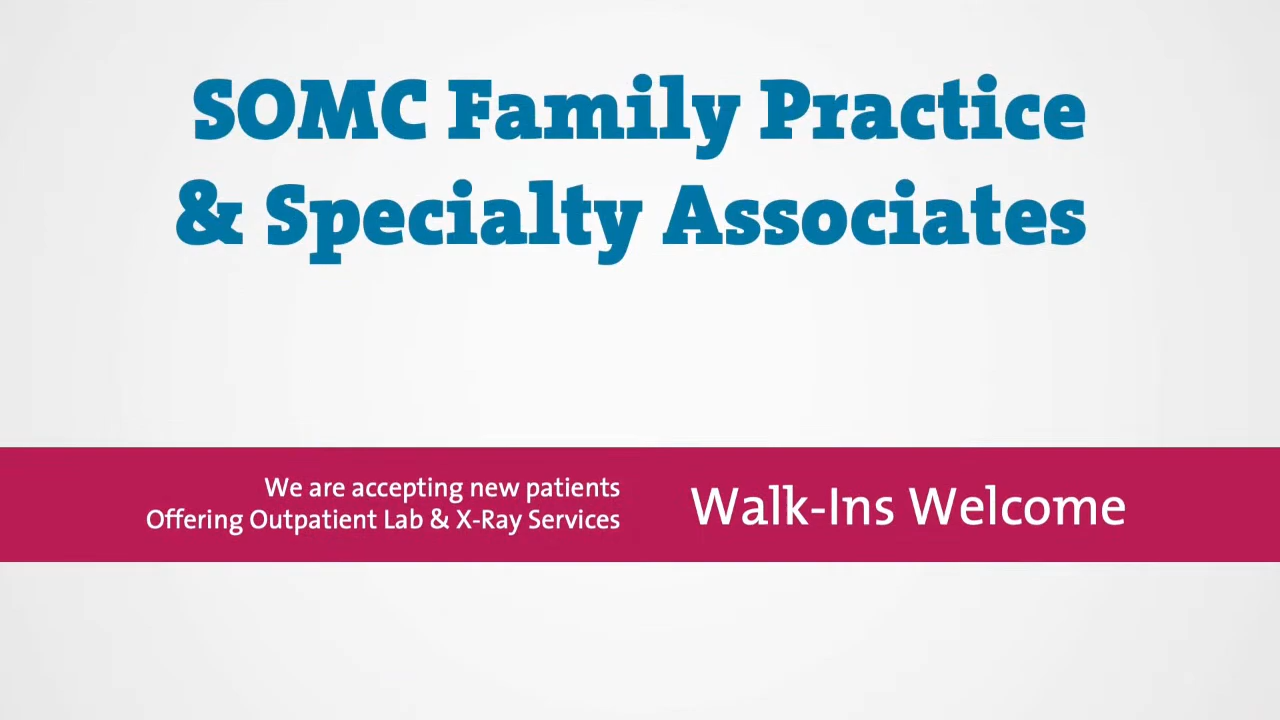 SOMC Family Practice
& Specialty Associates
We are accepting new patients
Offering Outpatient Lab & X-Ray Services
Walk-Ins Welcome